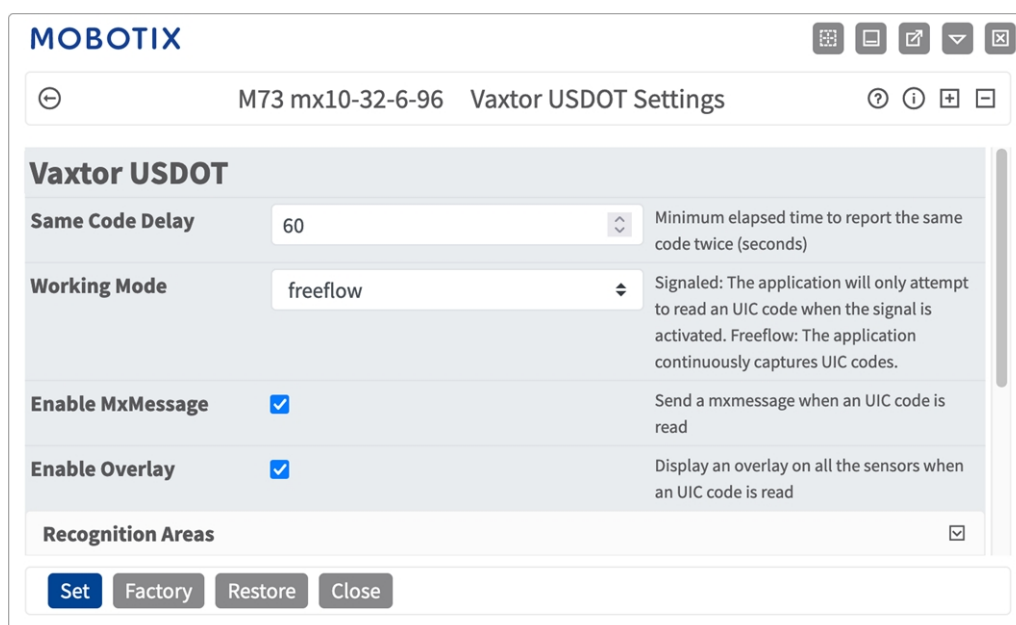 MOBOTIX
M73 mx10-32-6-96 Vaxtor USDOT Settings
Vaxtor USDOT
Same Code Delay
60
Minimum elapsed time to report the same
code twice (seconds)
Working Mode
freeflow
Signaled: The application will only attempt
to read an UIC code when the signal is
activated. Freeflow: The application
continuously captures UIC codes.
Enable MxMessage
Send a mxmessage when an UIC code is
read
Enable Overlay
Display an overlay on all the sensors when
an UIC code is read
Recognition Areas
Set Factory Restore Close